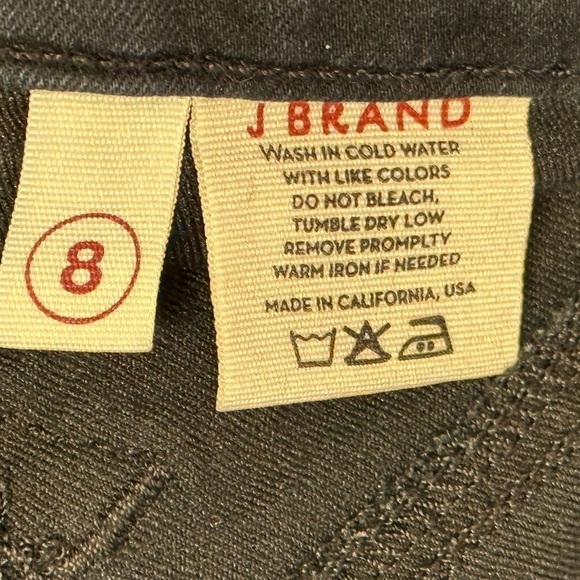 8
J BRAND
WASH IN COLD WATER
WITH LIKE COLORS
DO NOT BLEACH,
TUMBLE DRY LOW
REMOVE PROMPLTY
WARM IRON IF NEEDED
MADE IN CALIFORNIA, USA